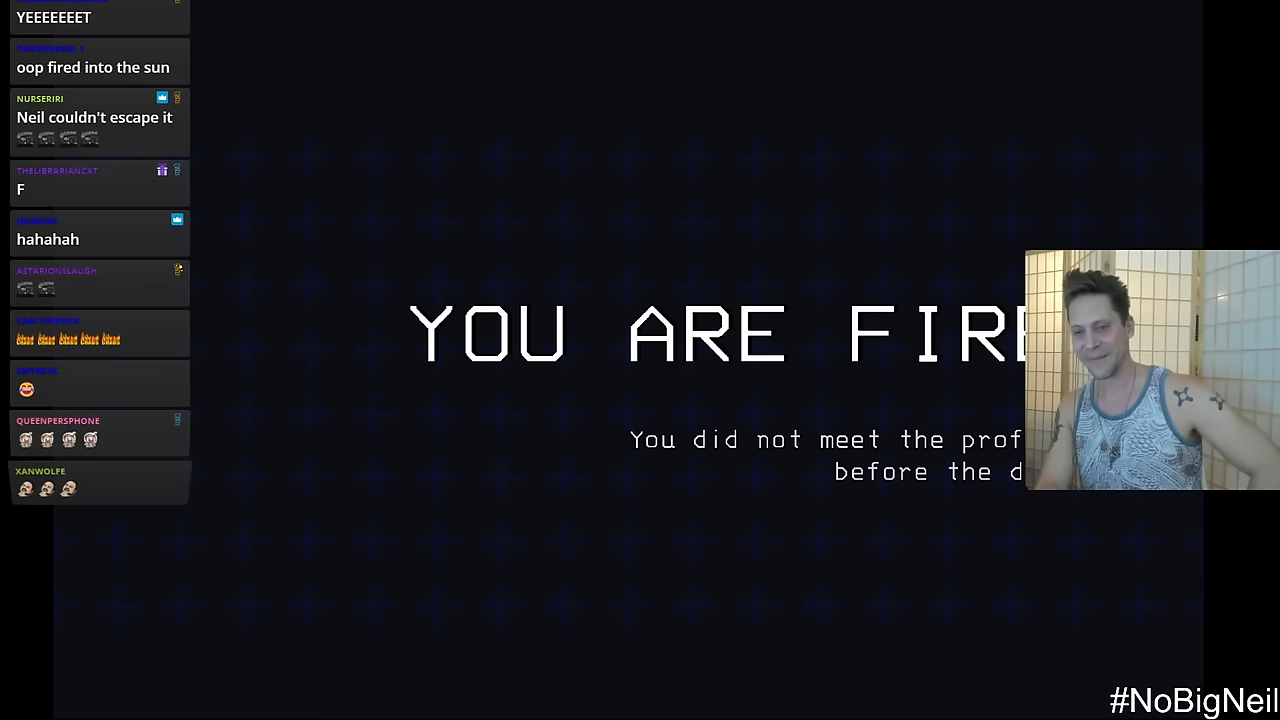 YEEEEEEET
oop fired into the sun
NURSERIRI
Neil couldn't escape it
THELIBRARIANCAT
F
hahahah
ASTARIONSLAUGH
QUEENPERSPHONE
XANWOLFE
YOU ARE FIRE
You did not meet the prof
before the d
#NoBigNeil